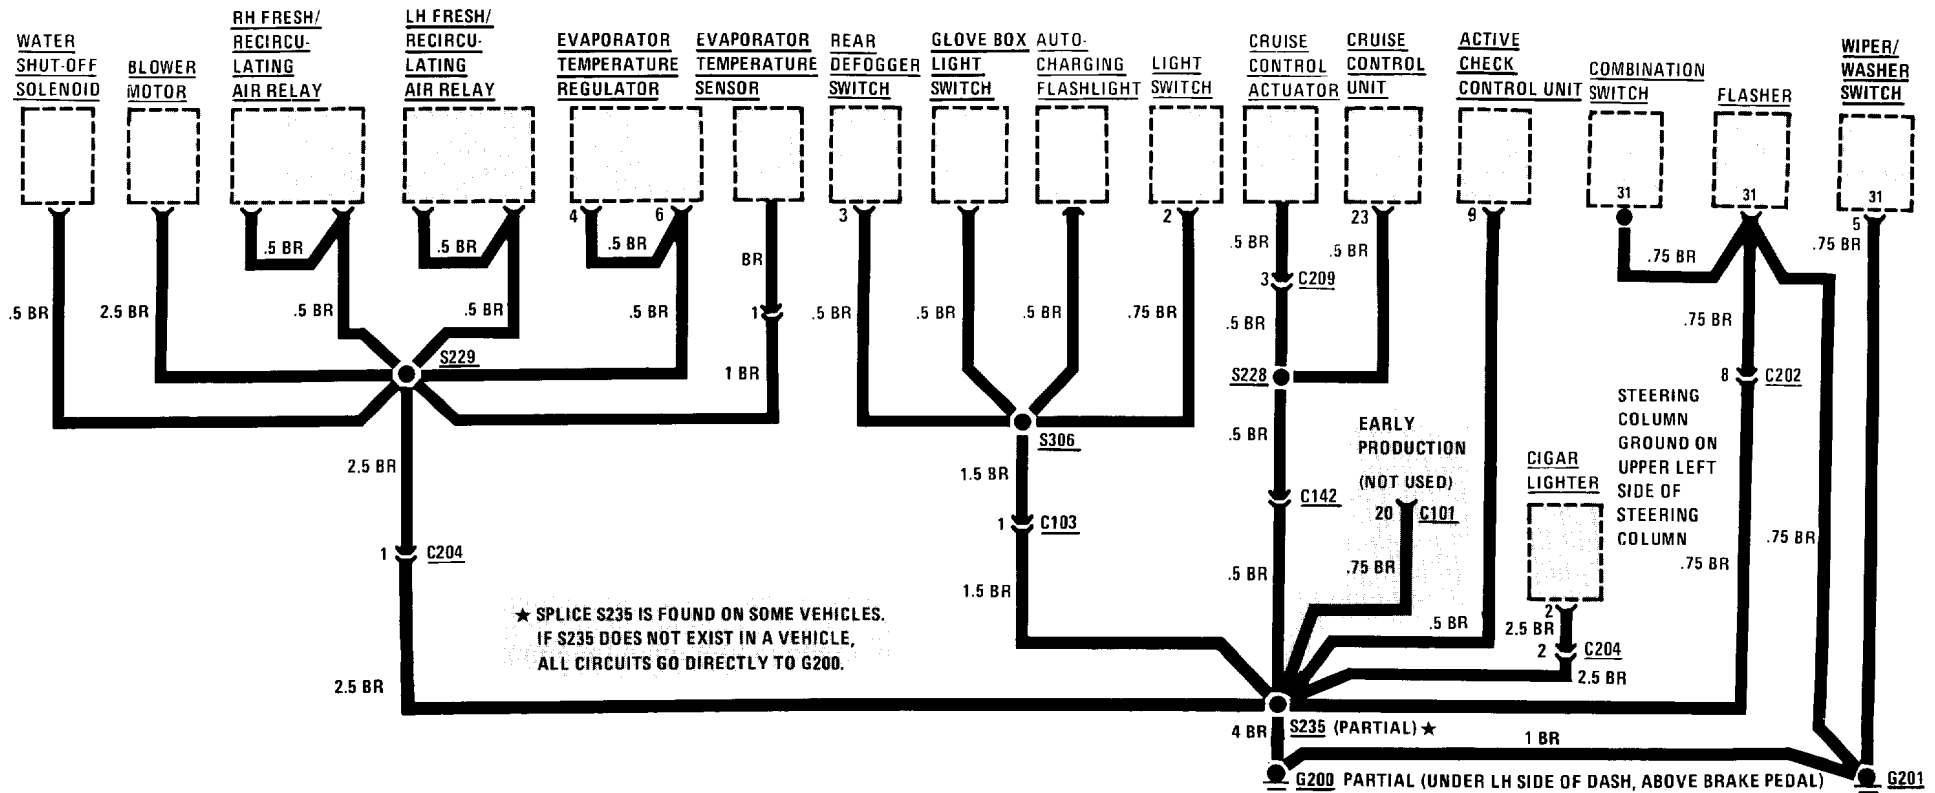 WATER
SHUT-OFF
SOLENOID
BLOWER
MOTOR
RH FRESH/
RECIRCU-
LATING
AIR RELAY
LH FRESH/
RECIRCU-
LATING
AIR RELAY
EVAPORATOR
TEMPERATURE
REGULATOR
EVAPORATOR
TEMPERATURE
SENSOR
REAR
DEFOGGER
SWITCH
GLOVE BOX
LIGHT
SWITCH
AUTO-
CHARGING
FLASHLIGHT
LIGHT
SWITCH
CRUISE
CONTROL
ACTUATOR
CRUISE
CONTROL
UNIT
ACTIVE
CHECK
CONTROL UNIT
COMBINATION
SWITCH
FLASHER
WIPER/
WASHER
SWITCH
31
31
31
4
6
3
2
23
9
5
.5 BR
.5 BR
.5 BR
BR
.5 BR
.5 BR
.75 BR
.75 BR
3
C209
.5 BR
2.5 BR
.5 BR
.5 BR
.5 BR
1
.5 BR
.5 BR
.5 BR
.75 BR
.5 BR
.75 BR
S229
1 BR
S228
8
C202
STEERING
COLUMN
GROUND ON
UPPER LEFT
SIDE OF
STEERING
COLUMN
S306
.5 BR
EARLY
PRODUCTION
(NOT USED)
20
C101
CIGAR
LIGHTER
2.5 BR
1.5 BR
C142
1
C103
1
C204
.75 BR
.75 BR
.75 BR
.5 BR
1.5 BR
2
2.5 BR
.5 BR
2
C204
2.5 BR
★ SPLICE S235 IS FOUND ON SOME VEHICLES.
IF S235 DOES NOT EXIST IN A VEHICLE,
ALL CIRCUITS GO DIRECTLY TO G200.
2.5 BR
4 BR
S235 (PARTIAL) ★
1 BR
G200 PARTIAL (UNDER LH SIDE OF DASH, ABOVE BRAKE PEDAL)
G201